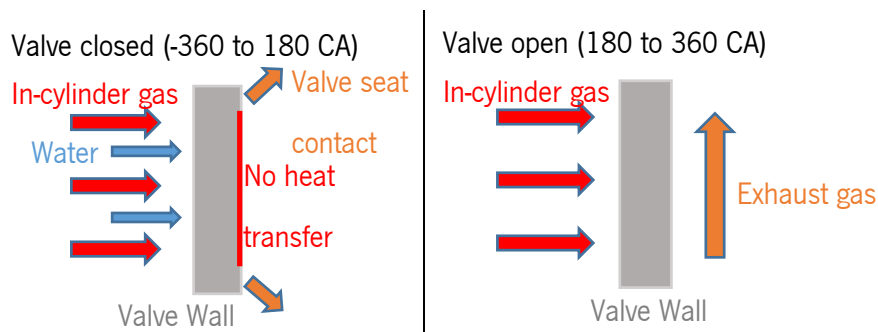 Valve closed (-360 to 180 CA)
In-cylinder gas
Valve seat
contact
Water
No heat
transfer
Valve Wall
Valve open (180 to 360 CA)
In-cylinder gas
Exhaust gas
Valve Wall